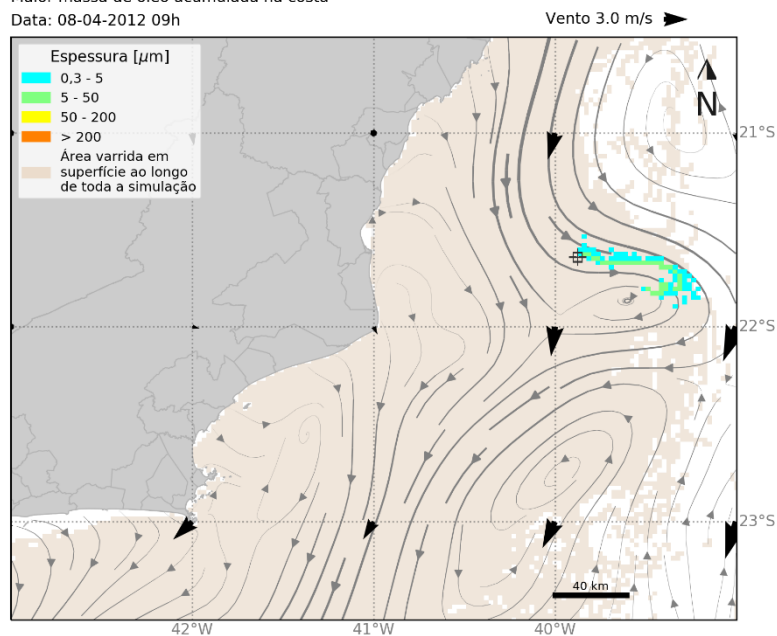 Data: 08-04-2012 09h
Vento 3.0 m/s
Espessura [μm]
0,3 - 5
5 - 50
50 - 200
> 200
Área varrida em
superfície ao longo
de toda a simulação
N
21°S
22°S
23°S
40 km
42°W
41°W
40°W